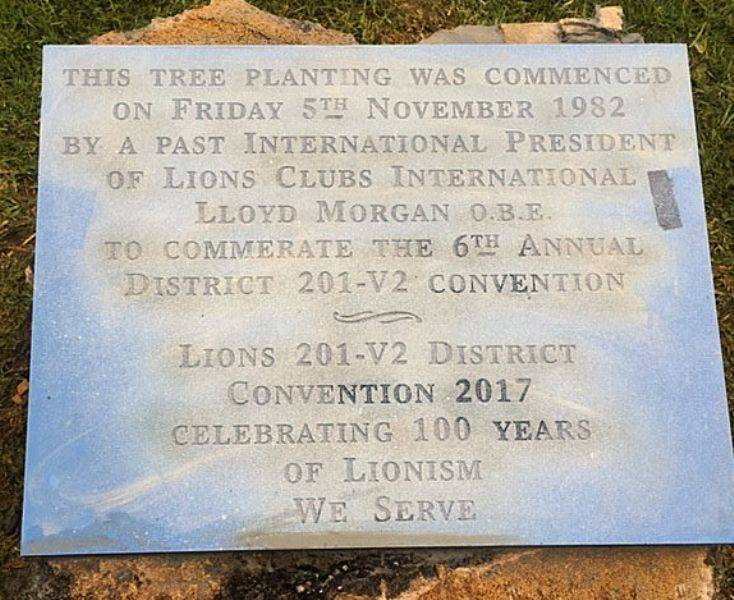 THIS TREE PLANTING WAS COMMENCED
ON FRIDAY 5TH NOVEMBER 1982
BY A PAST INTERNATIONAL PRESIDENT
OF LIONS CLUBS INTERNATIONAL
LLOYD MORGAN O.B.E.
TO COMMERATE THE 6TH ANNUAL
DISTRICT 201-V2 CONVENTION
LIONS 201-V2 DISTRICT
CONVENTION 2017
CELEBRATING 100 YEARS
OF LIONISM
WE SERVE